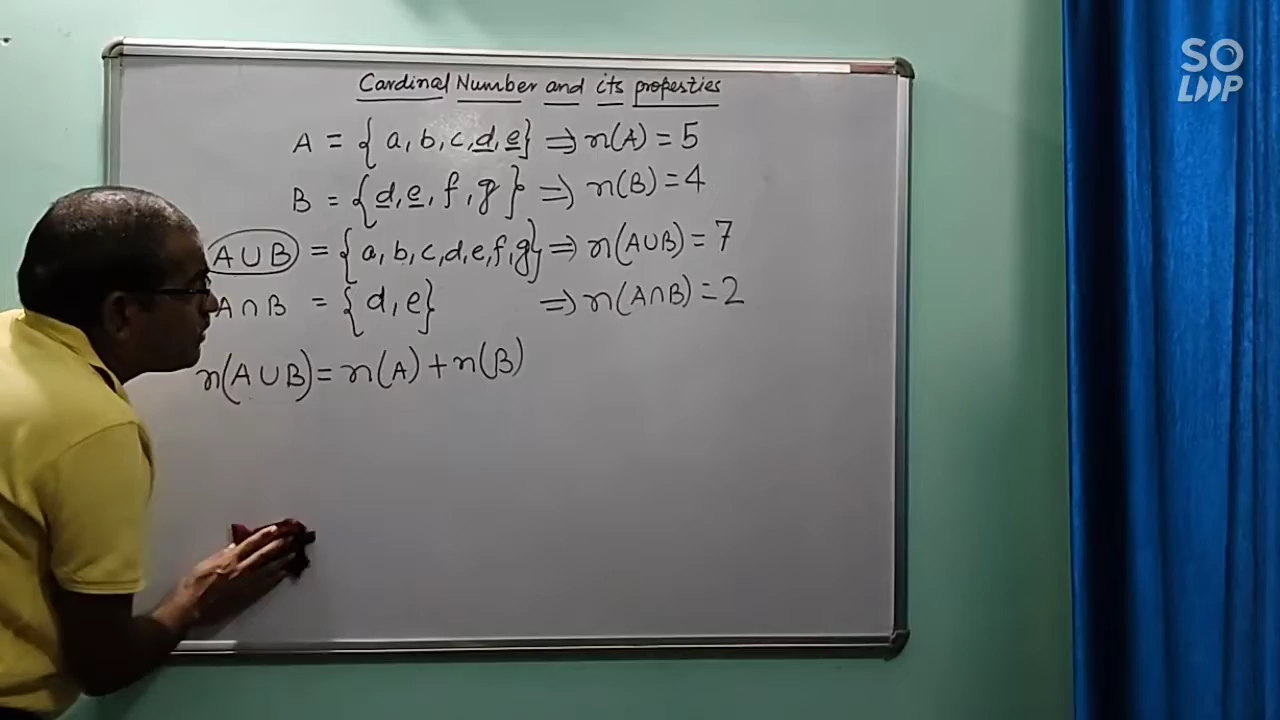 Cardinal Number and its properties
A = { a, b, c, d, e} ⇒ n(A) = 5
B = {d, e, f, g } ⇒ n(B) = 4
A ∪ B = {a, b, c, d, e, f, g} ⇒ n(A∪B) = 7
A ∩ B = {d, e} ⇒ n(A∩B) = 2
n(A ∪ B) = n(A) + n(B)
SO
LOOP